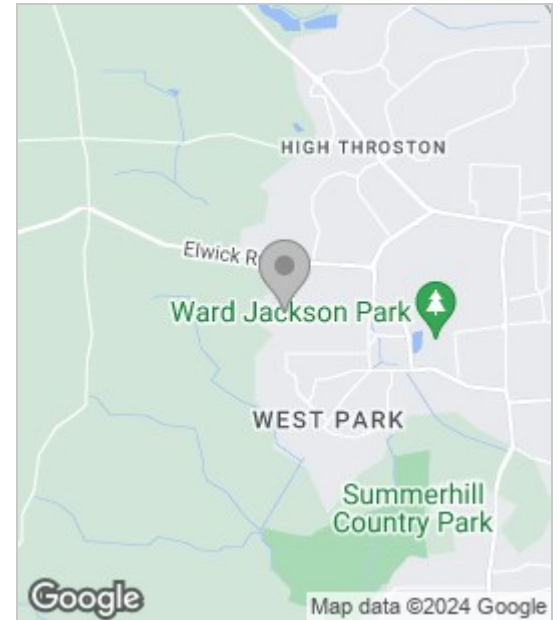 HIGH THROSTON
Elwick R
Ward Jackson Park
WEST PARK
Summerhill
Country Park
Google
Map data ©2024 Google